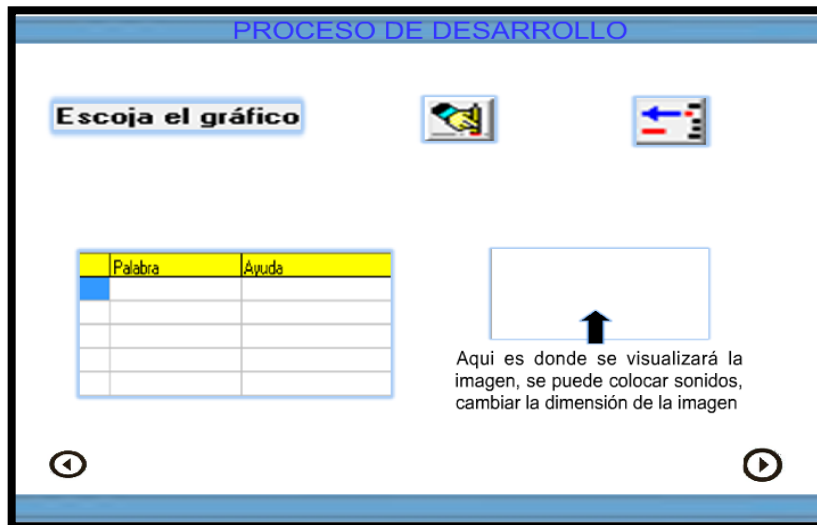 PROCESO DE DESARROLLO
Escoja el gráfico
Palabra Ayuda
Aqui es donde se visualizará la
imagen, se puede colocar sonidos,
cambiar la dimensión de la imagen